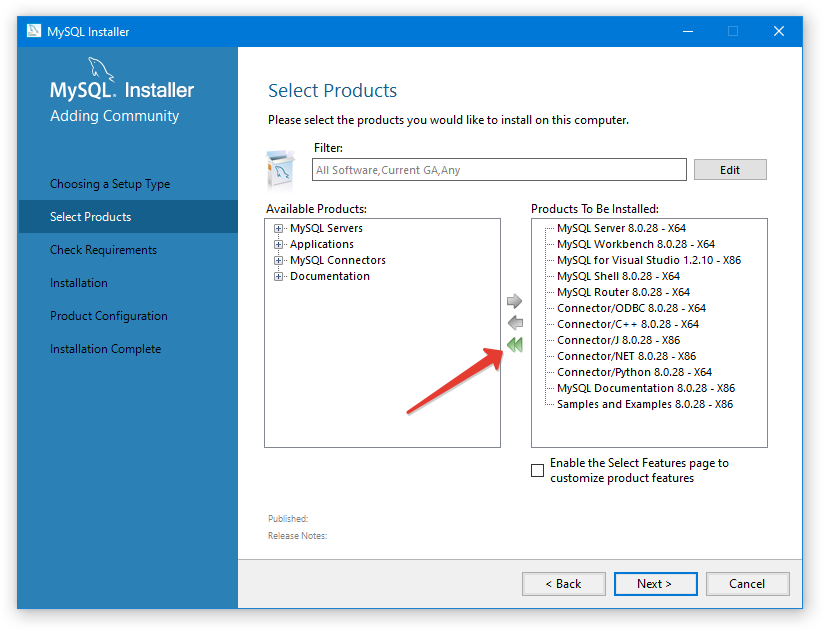 MySQL Installer
MySQL. Installer
Adding Community
Choosing a Setup Type
Select Products
Check Requirements
Installation
Product Configuration
Installation Complete
Select Products
Please select the products you would like to install on this computer.
Filter:
All Software,Current GA,Any
Edit
Available Products:
MySQL Servers
Applications
MySQL Connectors
Documentation
Products To Be Installed:
MySQL Server 8.0.28 - X64
MySQL Workbench 8.0.28 - X64
MySQL for Visual Studio 1.2.10 - X86
MySQL Shell 8.0.28 - X64
MySQL Router 8.0.28 - X64
Connector/ODBC 8.0.28 - X64
Connector/C++ 8.0.28 - X64
Connector/J 8.0.28 - X86
Connector/NET 8.0.28 - X86
Connector/Python 8.0.28 - X64
MySQL Documentation 8.0.28 - X86
Samples and Examples 8.0.28 - X86
Enable the Select Features page to
customize product features
Published:
Release Notes:
< Back
Next >
Cancel